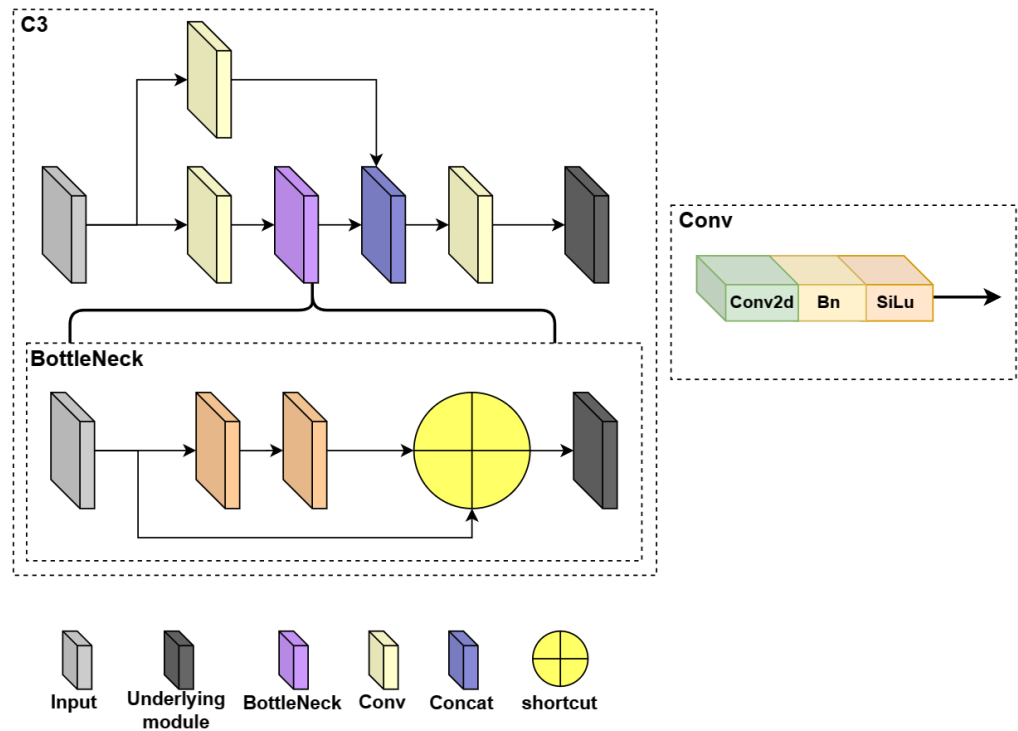 C3
Conv
Conv2d
Bn
SiLu
BottleNeck
Input
Underlying
module
BottleNeck
Conv
Concat
shortcut